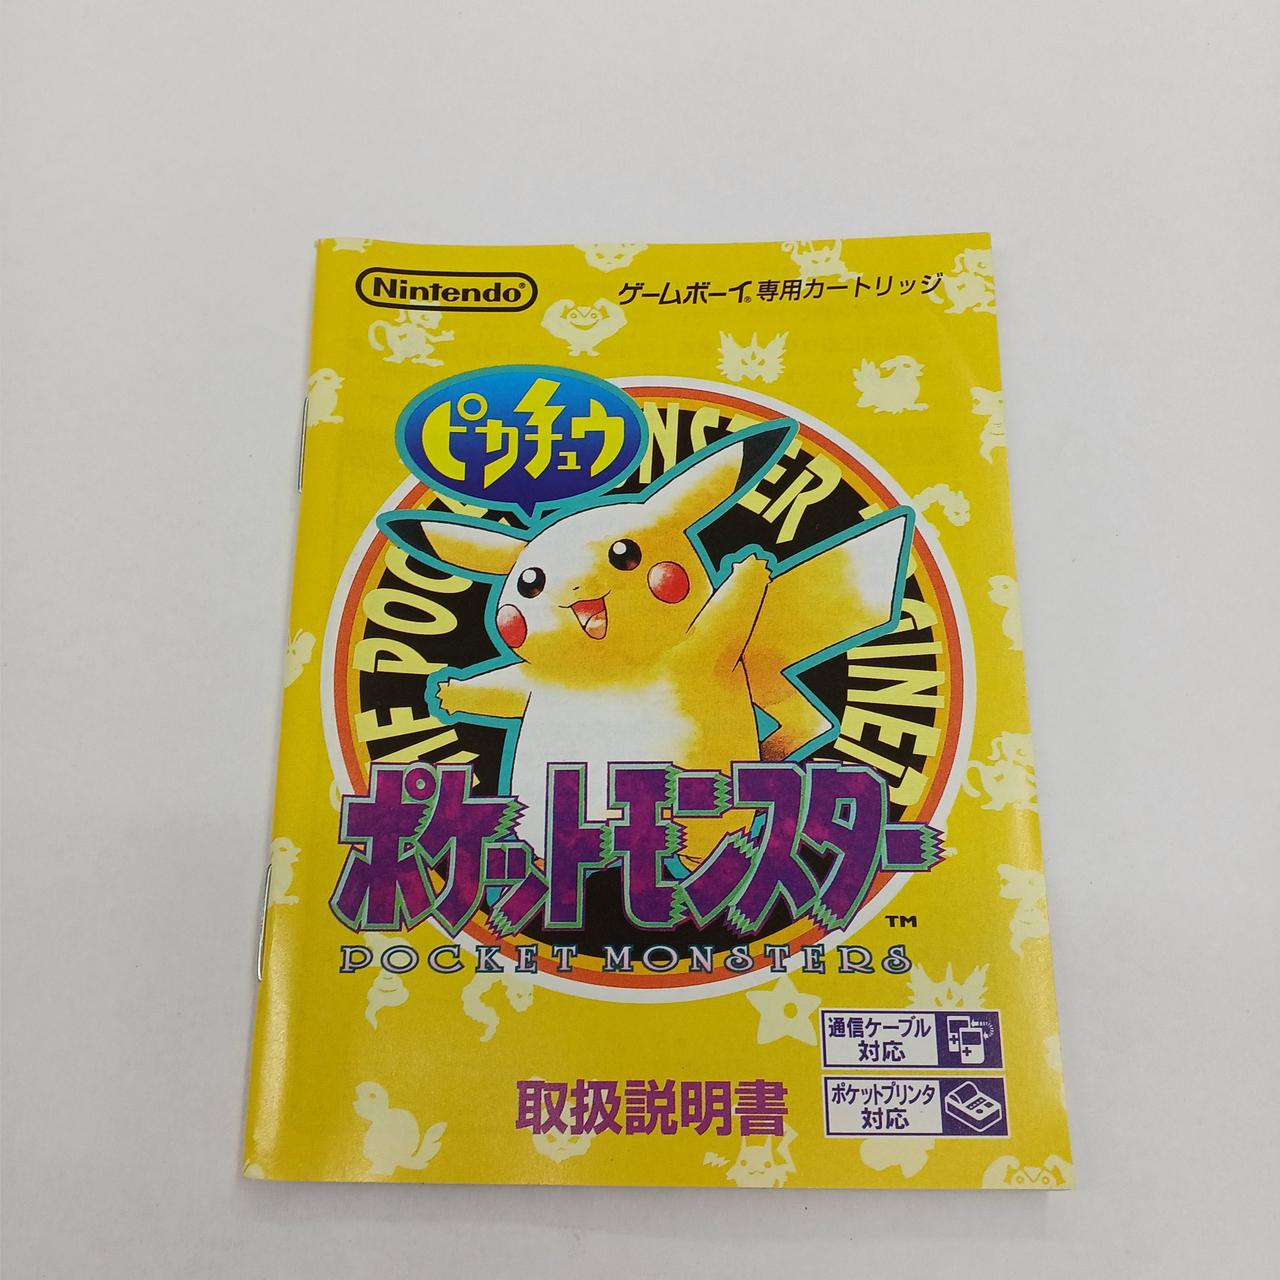 Nintendo®
ゲームボーイ®専用カートリッジ
ピカチュウ
ポケットモンスター
TM
POCKET MONSTERS
通信ケーブル
対応
ポケットプリンタ
対応
取扱説明書